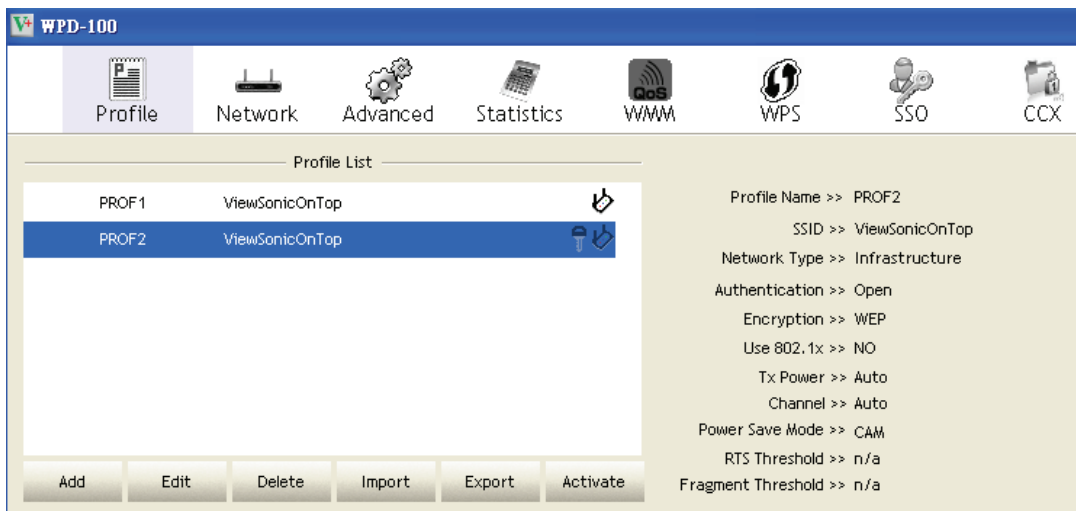 WPD-100
Profile Network Advanced Statistics QoS WMM WPS SSO CCX
Profile List
PROF1 ViewSonicOnTop
PROF2 ViewSonicOnTop
Add Edit Delete Import Export Activate
Profile Name >> PROF2
SSID >> ViewSonicOnTop
Network Type >> Infrastructure
Authentication >> Open
Encryption >> WEP
Use 802.1x >> NO
Tx Power >> Auto
Channel >> Auto
Power Save Mode >> CAM
RTS Threshold >> n/a
Fragment Threshold >> n/a